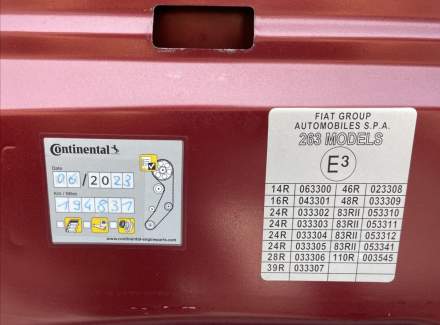 Continental
Date
06/2023
Km / Miles
194831
www.continental-engineparts.com
FIAT GROUP
AUTOMOBILES S.P.A.
263 MODELS
E3
14R 063300 46R 023308
16R 043301 48R 033309
24R 033302 83RII 053310
24R 033303 83RII 053311
24R 033304 83RII 053312
24R 033305 83RII 053341
28R 033306 110R 003545
39R 033307